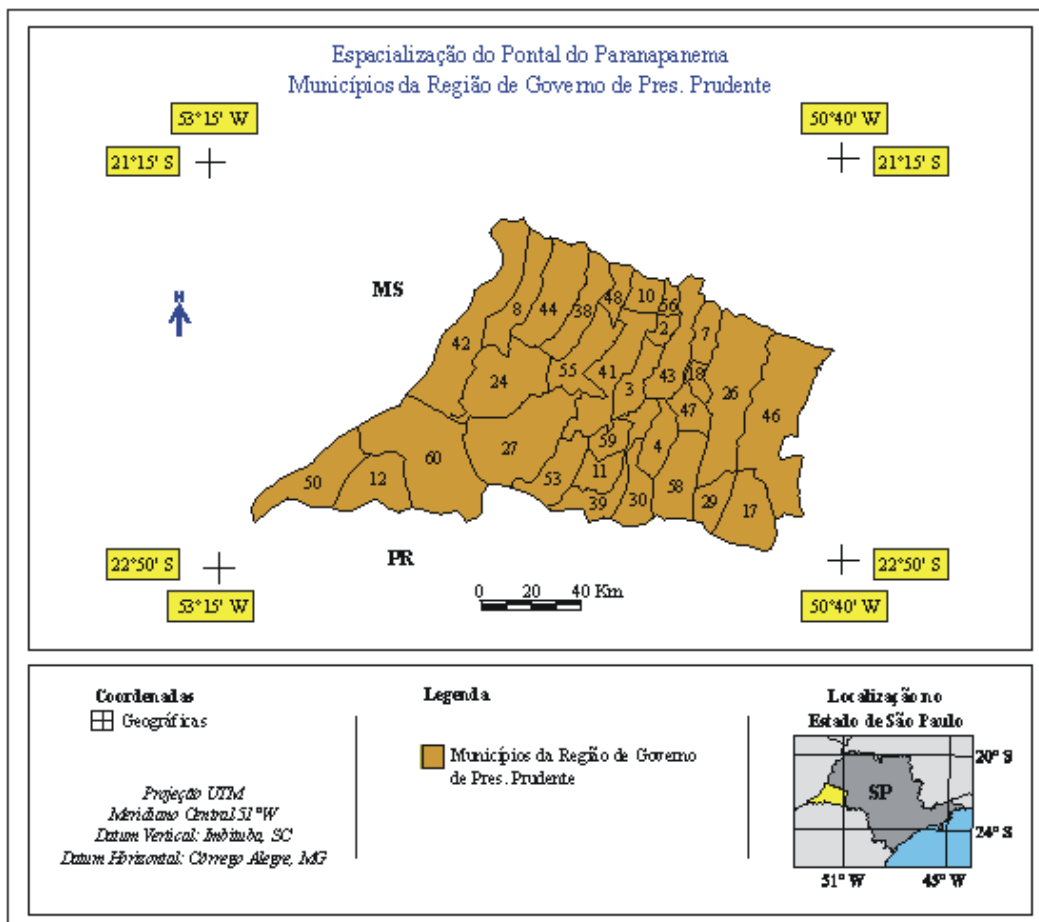 Espacialização do Pontal do Paranapanema
Municípios da Região de Governo de Pres. Prudente
53°15' W
50°40' W
21°15' S
21°15' S
MS
N
48
10
56
8
44
38
2
7
42
55
41
43
18
24
3
26
47
46
59
4
60
27
11
50
12
53
58
39
30
29
17
PR
22°50' S
22°50' S
53°15' W
50°40' W
0 20 40 Km
Coordenadas
Geográficas
Projeção UTM
Meridiano Central 51°W
Datum Vertical: Imbituba, SC
Datum Horizontal: Córrego Alegre, MG
Legenda
Municípios da Região de Governo
de Pres. Prudente
Localização no
Estado de São Paulo
20° S
SP
24° S
51° W
45° W